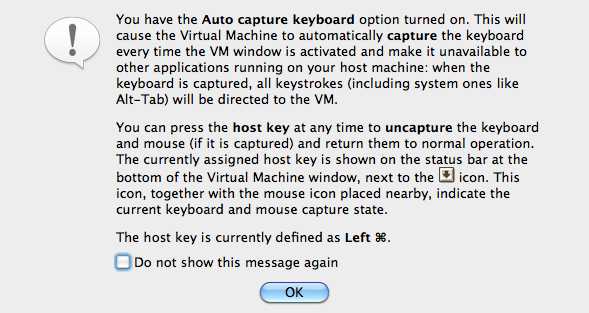 You have the Auto capture keyboard option turned on. This will
cause the Virtual Machine to automatically capture the keyboard
every time the VM window is activated and make it unavailable to
other applications running on your host machine: when the
keyboard is captured, all keystrokes (including system ones like
Alt-Tab) will be directed to the VM.
You can press the host key at any time to uncapture the keyboard
and mouse (if it is captured) and return them to normal operation.
The currently assigned host key is shown on the status bar at the
bottom of the Virtual Machine window, next to the icon. This
icon, together with the mouse icon placed nearby, indicate the
current keyboard and mouse capture state.
The host key is currently defined as Left ⌘.
Do not show this message again
OK